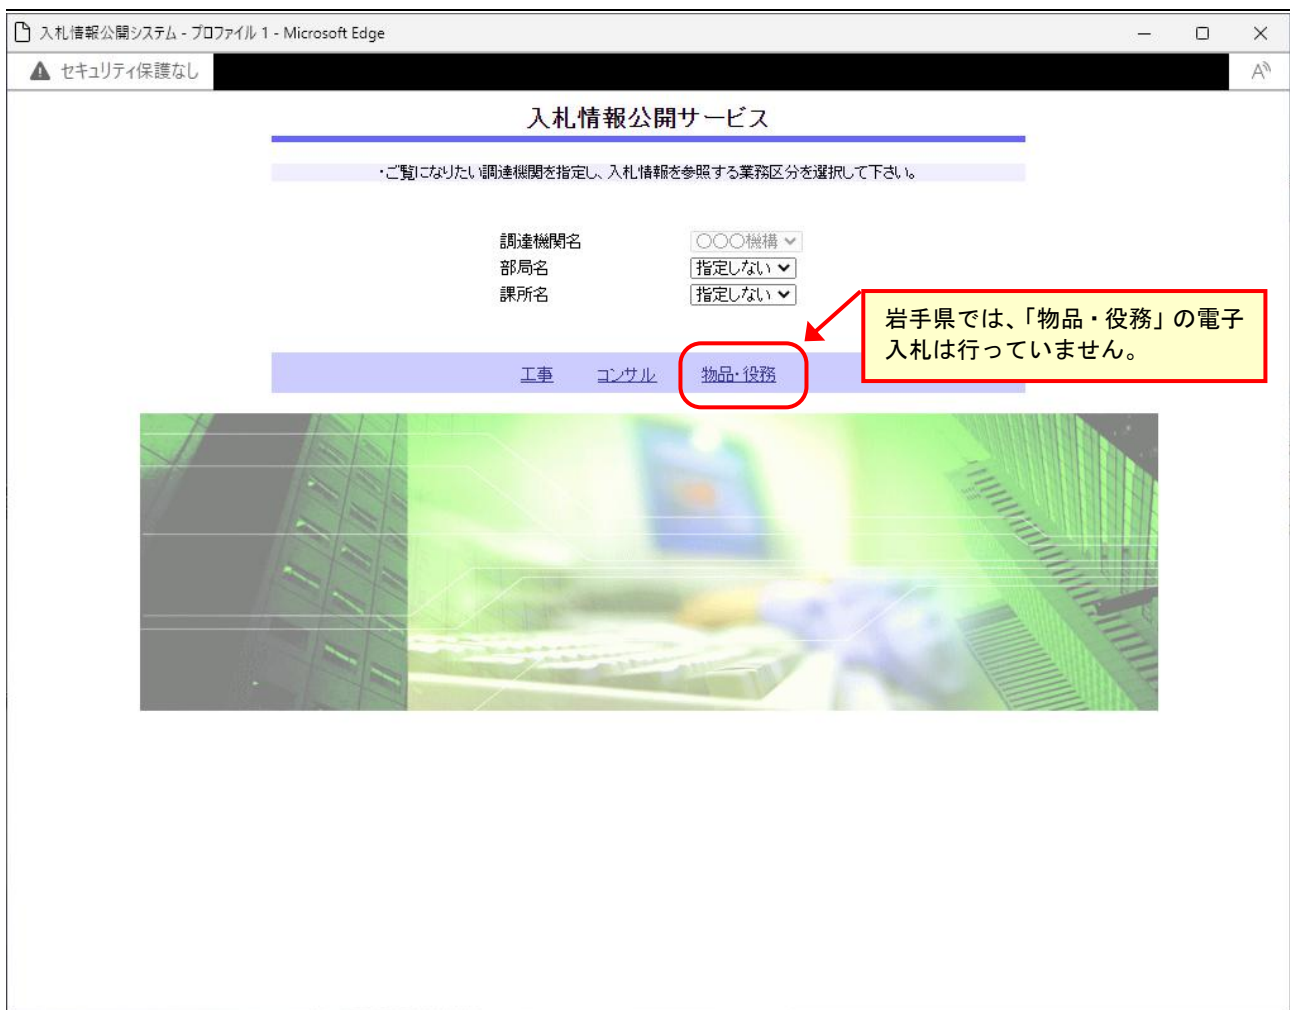 入札情報公開システム - プロファイル 1 - Microsoft Edge
セキュリティ保護なし
入札情報公開サービス
・ご覧になりたい調達機関を指定し、入札情報を参照する業務区分を選択して下さい。
調達機関名 〇〇〇機構
部局名 指定しない
課所名 指定しない
岩手県では、「物品・役務」の電子
入札は行っていません。
工事 コンサル 物品・役務